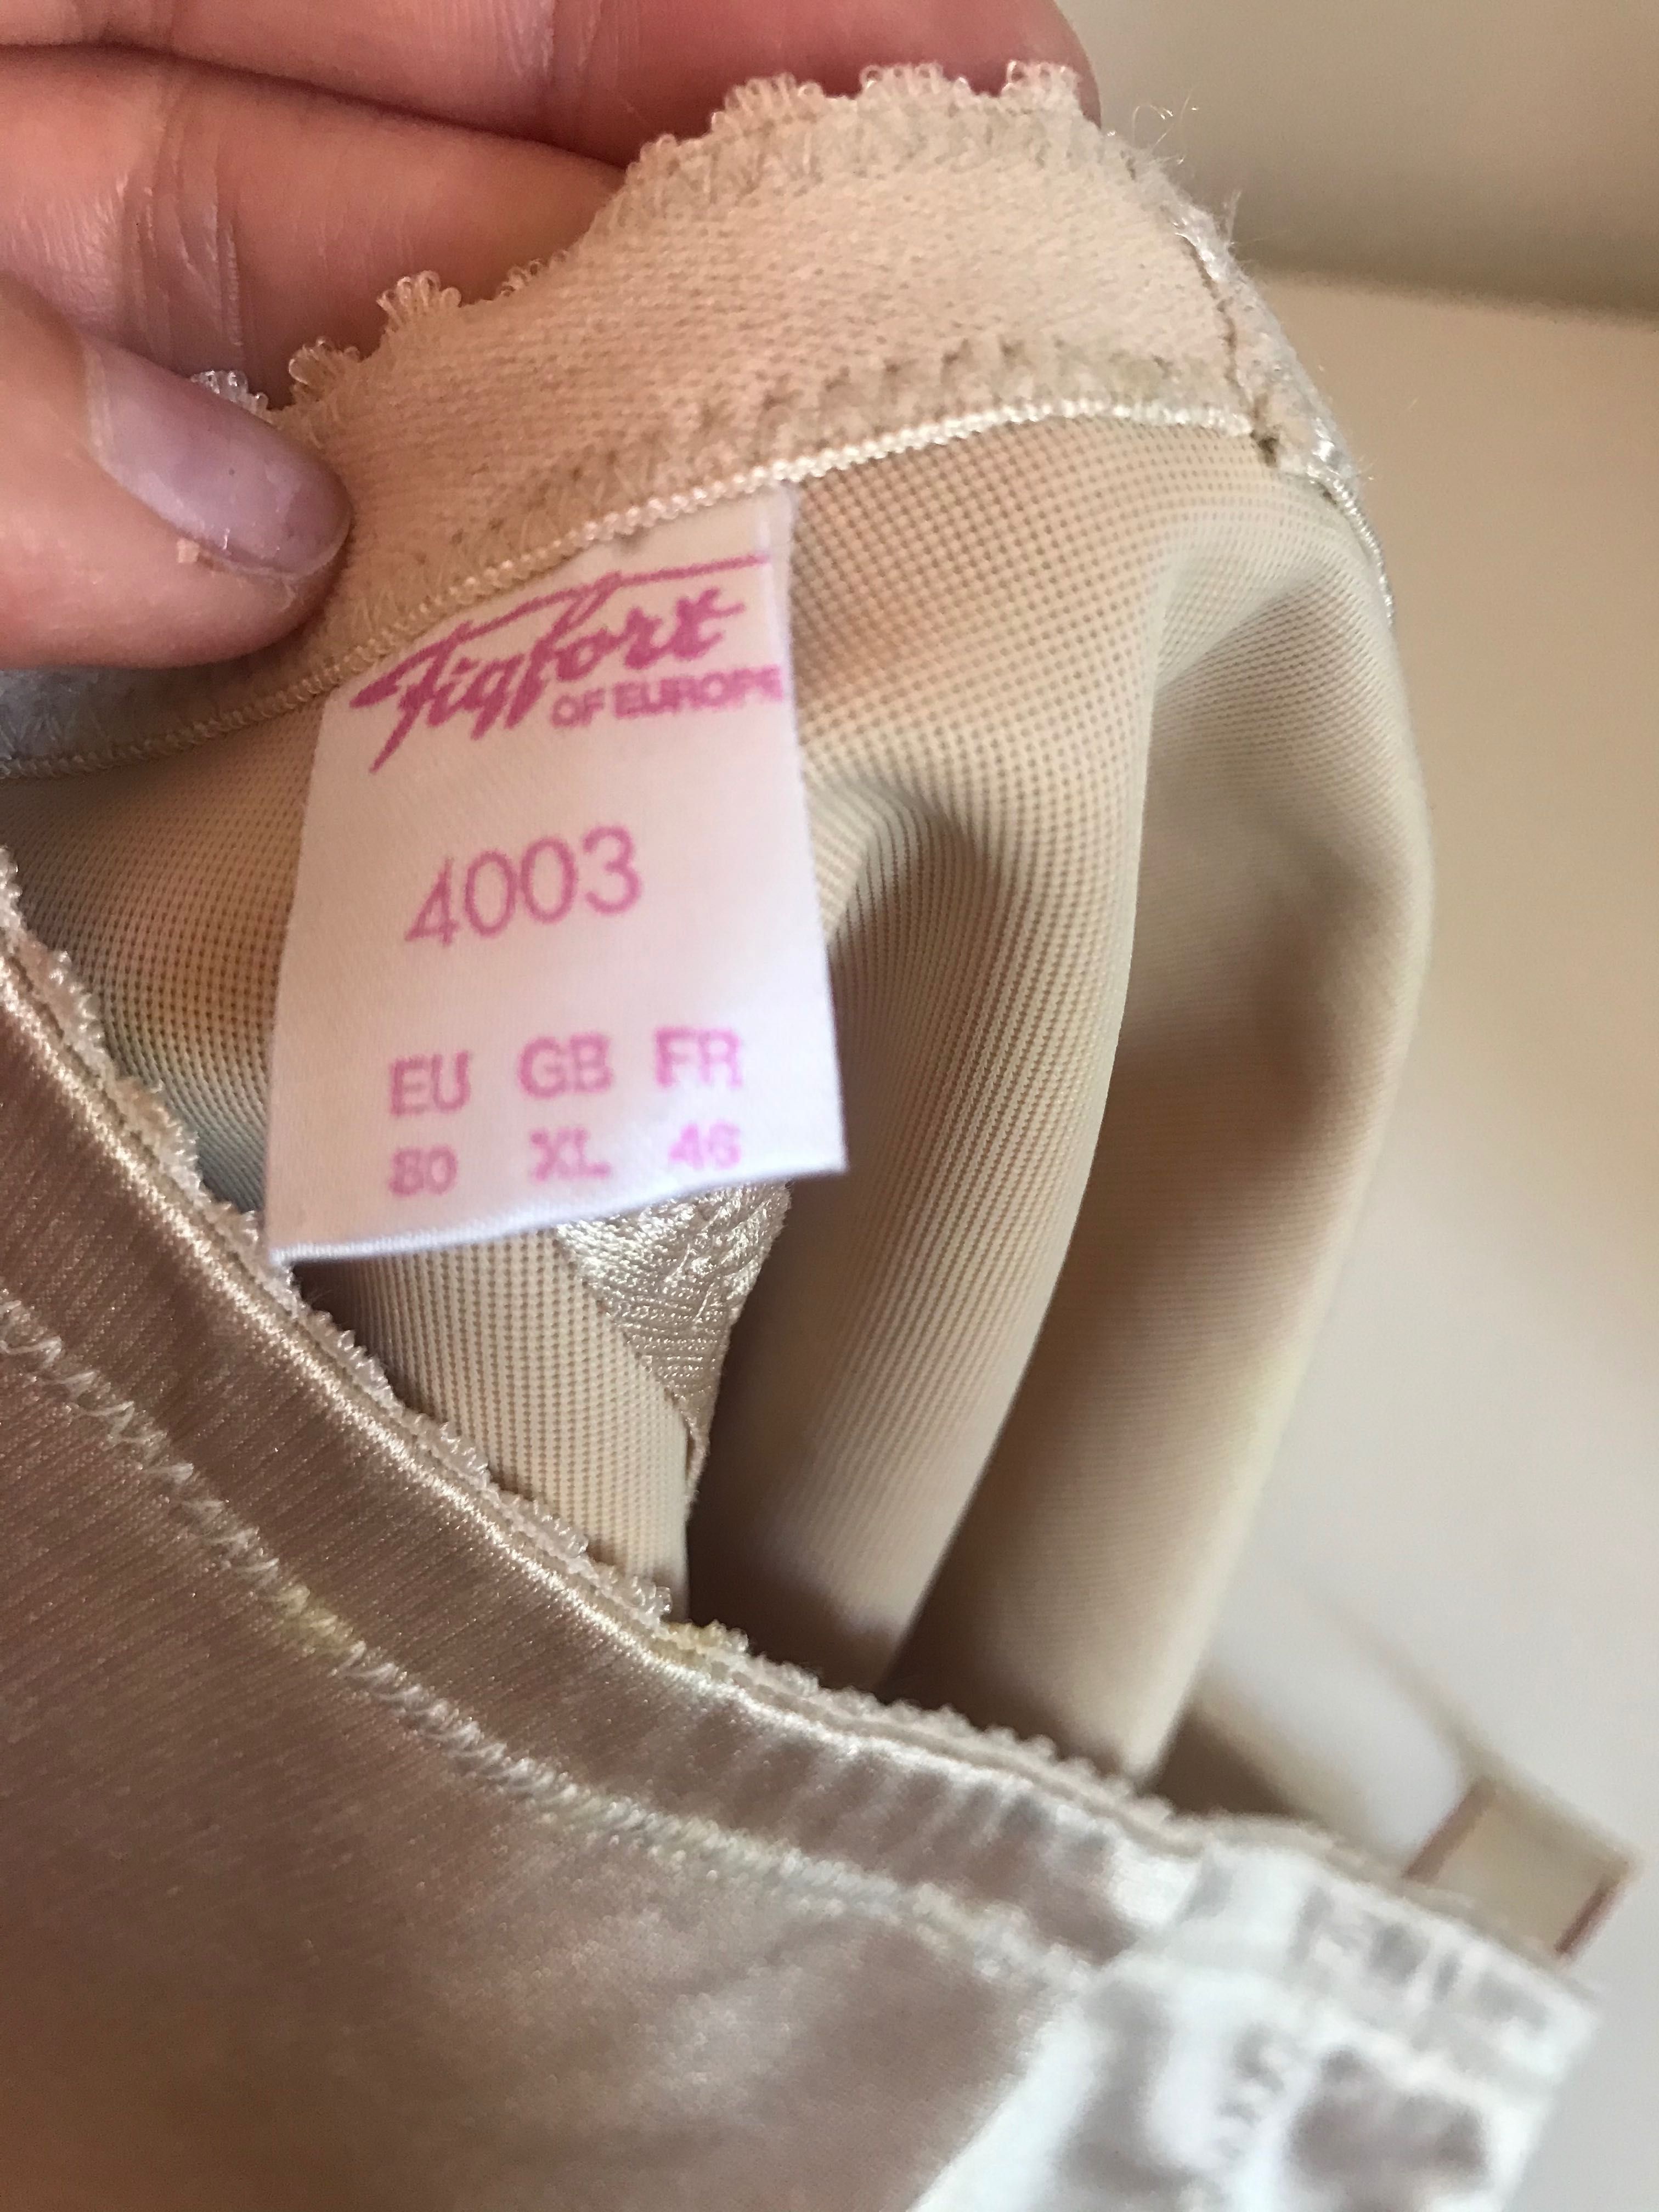 Figfort
OF EUROPE
4003
EU GB FR
80 XL 46